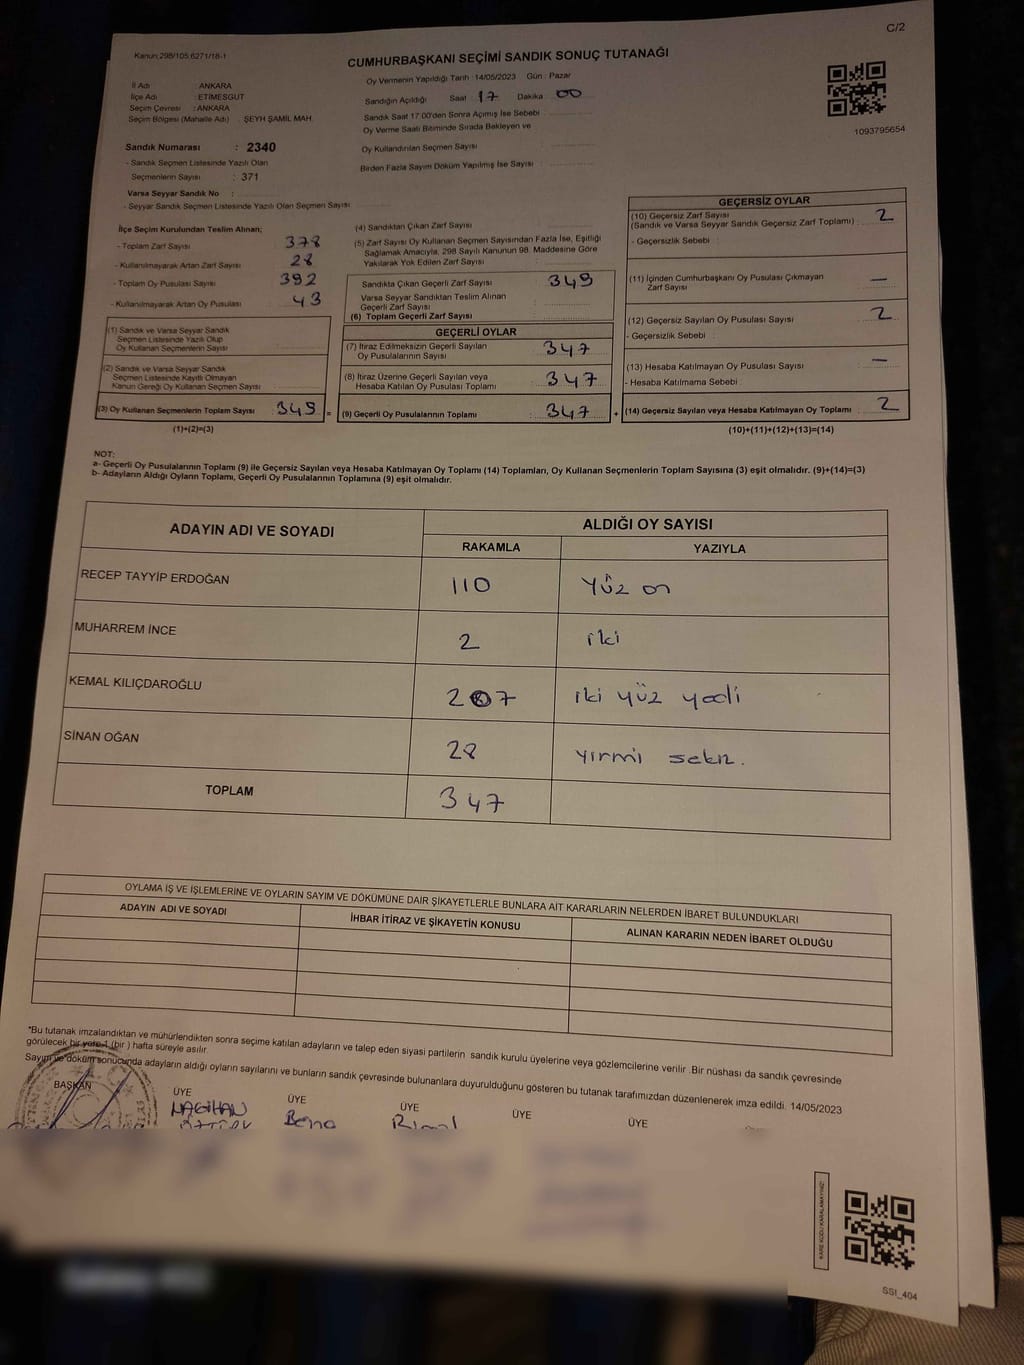 C/2
Kanun:298/105;6271/18-1
CUMHURBAŞKANI SEÇİMİ SANDIK SONUÇ TUTANAĞI
Oy Vermenin Yapıldığı Tarih : 14/05/2023 Gün : Pazar
İl Adı : ANKARA
İlçe Adı : ETİMESGUT
Seçim Çevresi : ANKARA
Seçim Bölgesi (Mahalle Adı) : ŞEYH ŞAMİL MAH.
Sandığın Açıldığı Saat : 17 Dakika : 00
Sandık Saat 17:00'den Sonra Açımış İse Sebebi :
Oy Verme Saati Bitiminde Sırada Bekleyen ve
Oy Kullandırılan Seçmen Sayısı :
Birden Fazla Sayım Döküm Yapılmış İse Sayısı :
1093795654
Sandık Numarası : 2340
- Sandık Seçmen Listesinde Yazılı Olan
Seçmenlerin Sayısı : 371
Varsa Seyyar Sandık No :
- Seyyar Sandık Seçmen Listesinde Yazılı Olan Seçmen Sayısı :
İlçe Seçim Kurulundan Teslim Alınan;
- Toplam Zarf Sayısı : 378
- Kullanılmayarak Artan Zarf Sayısı : 28
- Toplam Oy Pusulası Sayısı : 392
- Kullanılmayarak Artan Oy Pusulası : 43
(1) Sandık ve Varsa Seyyar Sandık
Seçmen Listesinde Yazılı Olup
Oy Kullanan Seçmenlerin Sayısı :
(2) Sandık ve Varsa Seyyar Sandık
Seçmen Listesinde Kayıtlı Olmayan
Kanun Gereği Oy Kullanan Seçmen Sayısı :
(3) Oy Kullanan Seçmenlerin Toplam Sayısı : 349 =
(1)+(2)=(3)
(4) Sandıktan Çıkan Zarf Sayısı :
(5) Zarf Sayısı Oy Kullanan Seçmen Sayısından Fazla İse, Eşitliği
Sağlamak Amacıyla, 298 Sayılı Kanunun 98. Maddesine Göre
Yakılarak Yok Edilen Zarf Sayısı :
Sandıkta Çıkan Geçerli Zarf Sayısı : 349
Varsa Seyyar Sandıktan Teslim Alınan
Geçerli Zarf Sayısı :
(6) Toplam Geçerli Zarf Sayısı :
GEÇERLİ OYLAR
(7) İtiraz Edilmeksizin Geçerli Sayılan
Oy Pusulalarının Sayısı : 347
(8) İtiraz Üzerine Geçerli Sayılan veya
Hesaba Katılan Oy Pusulası Toplamı : 347
(9) Geçerli Oy Pusulalarının Toplamı : 347 +
GEÇERSİZ OYLAR
(10) Geçersiz Zarf Sayısı
(Sandık ve Varsa Seyyar Sandık Geçersiz Zarf Toplamı) : 2
- Geçersizlik Sebebi :
(11) İçinden Cumhurbaşkanı Oy Pusulası Çıkmayan
Zarf Sayısı : —
(12) Geçersiz Sayılan Oy Pusulası Sayısı : 2
- Geçersizlik Sebebi :
(13) Hesaba Katılmayan Oy Pusulası Sayısı : —
- Hesaba Katılmama Sebebi :
(14) Geçersiz Sayılan veya Hesaba Katılmayan Oy Toplamı : 2
(10)+(11)+(12)+(13)=(14)
NOT:
a- Geçerli Oy Pusulalarının Toplamı (9) ile Geçersiz Sayılan veya Hesaba Katılmayan Oy Toplamı (14) Toplamları, Oy Kullanan Seçmenlerin Toplam Sayısına (3) eşit olmalıdır. (9)+(14)=(3)
b- Adayların Aldığı Oyların Toplamı, Geçerli Oy Pusulalarının Toplamına (9) eşit olmalıdır.
ADAYIN ADI VE SOYADI ALDIĞI OY SAYISI
RAKAMLA YAZIYLA
RECEP TAYYİP ERDOĞAN 110 Yüz on
MUHARREM İNCE 2 iki
KEMAL KILIÇDAROĞLU 207 iki yüz yedi
SİNAN OĞAN 28 yırmi sekiz.
TOPLAM 347
OYLAMA İŞ VE İŞLEMLERİNE VE OYLARIN SAYIM VE DÖKÜMÜNE DAİR ŞİKAYETLERLE BUNLARA AİT KARARLARIN NELERDEN İBARET BULUNDUKLARI
ADAYIN ADI VE SOYADI İHBAR İTİRAZ VE ŞİKAYETİN KONUSU ALINAN KARARIN NEDEN İBARET OLDUĞU
*Bu tutanak imzalandıktan ve mühürlendikten sonra seçime katılan adayların ve talep eden siyasi partilerin sandık kurulu üyelerine veya gözlemcilerine verilir .Bir nüshası da sandık çevresinde
görülecek bir yere 1 (bir ) hafta süreyle asılır.
Sayım ve döküm sonucunda adayların aldığı oyların sayılarını ve bunların sandık çevresinde bulunanlara duyurulduğunu gösteren bu tutanak tarafımızdan düzenlenerek imza edildi. 14/05/2023
BAŞKAN ÜYE ÜYE ÜYE ÜYE ÜYE
NAGİHAN
KARE KODU KARALAMAYINIZ!
SSI_404